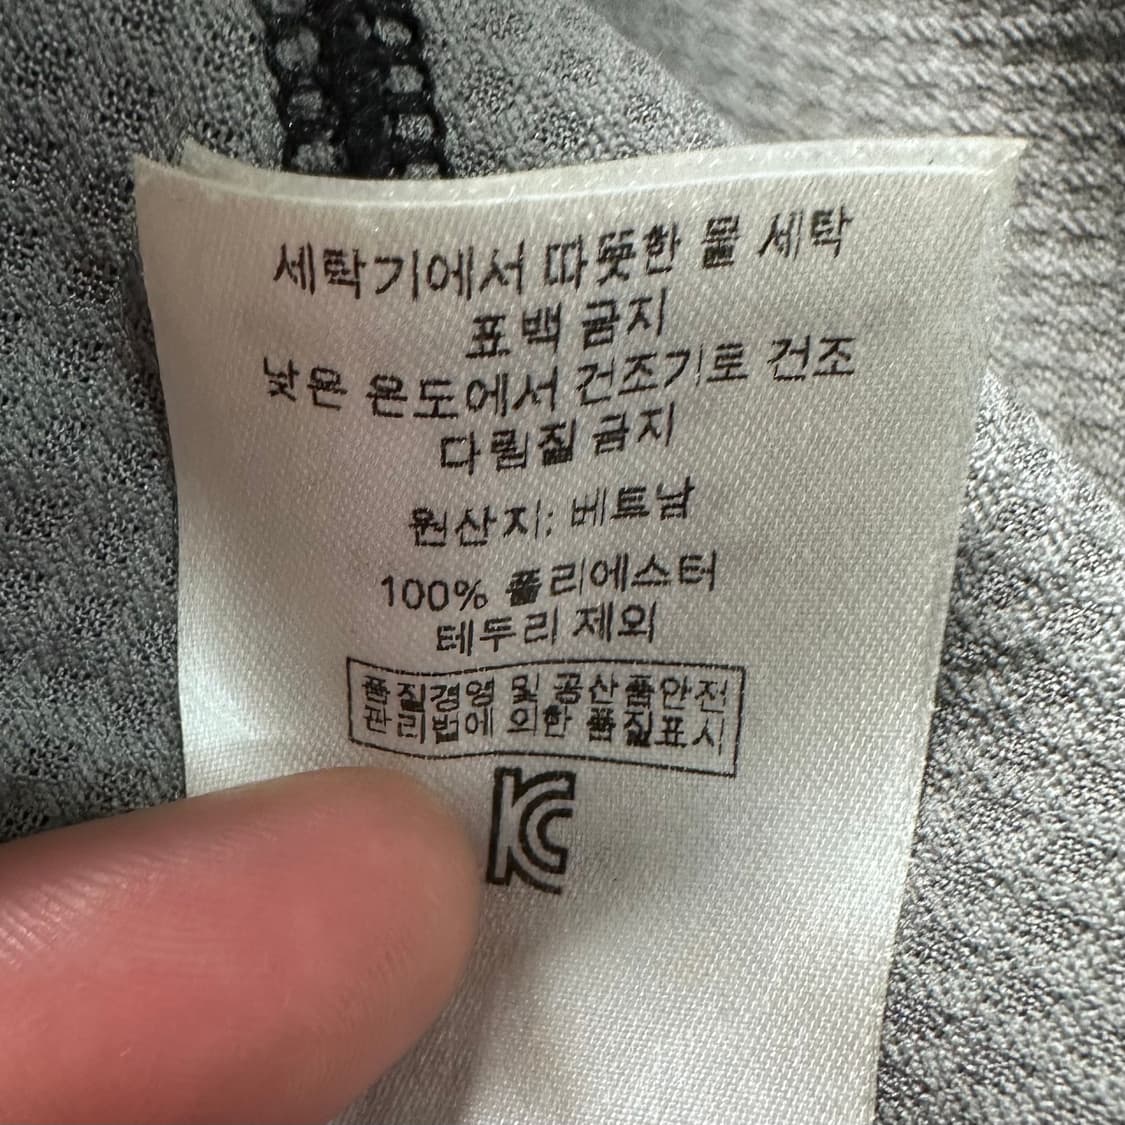 세탁기에서 따뜻한 물 세탁
표백 금지
낮은 온도에서 건조기로 건조
다림질 금지
원산지: 베트남
100% 폴리에스터
테두리 제외
품질경영 및 공산품안전
관리법에 의한 품질표시
KC